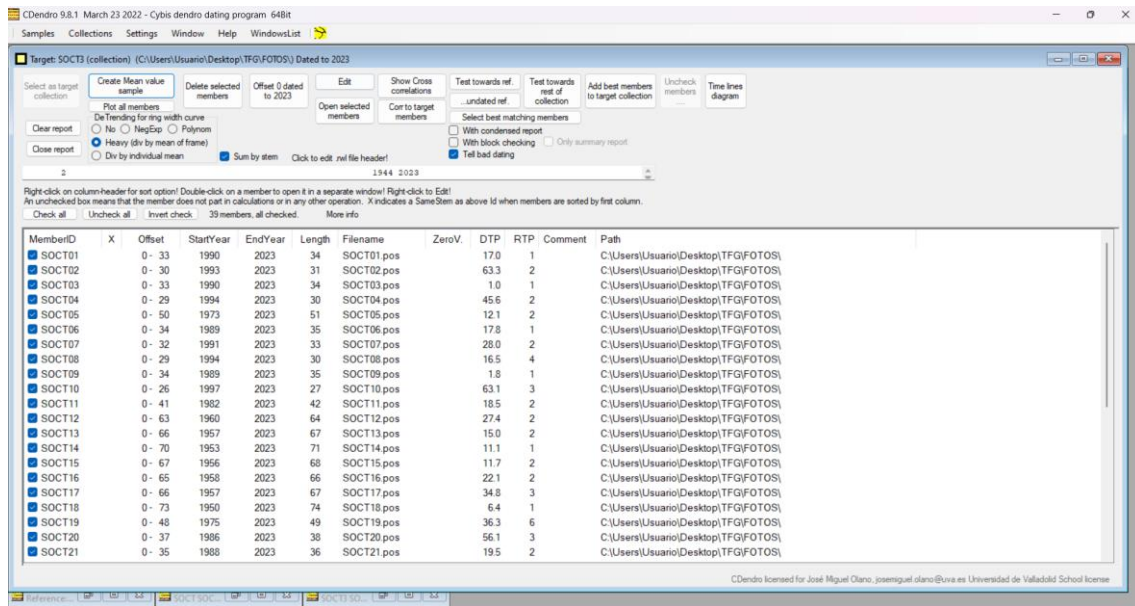 CDendro 9.8.1 March 23 2022 - Cybis dendro dating program 64Bit
Samples Collections Settings Window Help WindowsList
Target: SOCT3 (collection) (C:\Users\Usuario\Desktop\TFG\FOTOS\) Dated to 2023
Select as target collection
Create Mean value sample
Delete selected members
Offset 0 dated to 2023
Edit
Show Cross correlations
Test towards ref.
Test towards rest of collection
Add best members to target collection
Uncheck members ....
Time lines diagram
Plot all members
Open selected members
Corr to target members
...undated ref.
Select best matching members
DeTrending for ring width curve
Clear report
No NegExp Polynom
With condensed report
Close report
Heavy (div by mean of frame)
With block checking Only summary report
Div by individual mean
Sum by stem
Click to edit .rwl file header!
Tell bad dating
2 1944 2023
Right-click on column-header for sort option! Double-click on a member to open it in a separate window! Right-click to Edit!
An unchecked box means that the member does not part in calculations or in any other operation. X indicates a SameStem as above Id when members are sorted by first column.
Check all Uncheck all Invert check 39 members, all checked. More info
MemberID X Offset StartYear EndYear Length Filename ZeroV. DTP RTP Comment Path
SOCT01 0 - 33 1990 2023 34 SOCT01.pos 17.0 1 C:\Users\Usuario\Desktop\TFG\FOTOS\
SOCT02 0 - 30 1993 2023 31 SOCT02.pos 63.3 2 C:\Users\Usuario\Desktop\TFG\FOTOS\
SOCT03 0 - 33 1990 2023 34 SOCT03.pos 1.0 1 C:\Users\Usuario\Desktop\TFG\FOTOS\
SOCT04 0 - 29 1994 2023 30 SOCT04.pos 45.6 2 C:\Users\Usuario\Desktop\TFG\FOTOS\
SOCT05 0 - 50 1973 2023 51 SOCT05.pos 12.1 2 C:\Users\Usuario\Desktop\TFG\FOTOS\
SOCT06 0 - 34 1989 2023 35 SOCT06.pos 17.8 1 C:\Users\Usuario\Desktop\TFG\FOTOS\
SOCT07 0 - 32 1991 2023 33 SOCT07.pos 28.0 2 C:\Users\Usuario\Desktop\TFG\FOTOS\
SOCT08 0 - 29 1994 2023 30 SOCT08.pos 16.5 4 C:\Users\Usuario\Desktop\TFG\FOTOS\
SOCT09 0 - 34 1989 2023 35 SOCT09.pos 1.8 1 C:\Users\Usuario\Desktop\TFG\FOTOS\
SOCT10 0 - 26 1997 2023 27 SOCT10.pos 63.1 3 C:\Users\Usuario\Desktop\TFG\FOTOS\
SOCT11 0 - 41 1982 2023 42 SOCT11.pos 18.5 2 C:\Users\Usuario\Desktop\TFG\FOTOS\
SOCT12 0 - 63 1960 2023 64 SOCT12.pos 27.4 2 C:\Users\Usuario\Desktop\TFG\FOTOS\
SOCT13 0 - 66 1957 2023 67 SOCT13.pos 15.0 2 C:\Users\Usuario\Desktop\TFG\FOTOS\
SOCT14 0 - 70 1953 2023 71 SOCT14.pos 11.1 1 C:\Users\Usuario\Desktop\TFG\FOTOS\
SOCT15 0 - 67 1956 2023 68 SOCT15.pos 11.7 2 C:\Users\Usuario\Desktop\TFG\FOTOS\
SOCT16 0 - 65 1958 2023 66 SOCT16.pos 22.1 2 C:\Users\Usuario\Desktop\TFG\FOTOS\
SOCT17 0 - 66 1957 2023 67 SOCT17.pos 34.8 3 C:\Users\Usuario\Desktop\TFG\FOTOS\
SOCT18 0 - 73 1950 2023 74 SOCT18.pos 6.4 1 C:\Users\Usuario\Desktop\TFG\FOTOS\
SOCT19 0 - 48 1975 2023 49 SOCT19.pos 36.3 6 C:\Users\Usuario\Desktop\TFG\FOTOS\
SOCT20 0 - 37 1986 2023 38 SOCT20.pos 56.1 3 C:\Users\Usuario\Desktop\TFG\FOTOS\
SOCT21 0 - 35 1988 2023 36 SOCT21.pos 19.5 2 C:\Users\Usuario\Desktop\TFG\FOTOS\
CDendro licensed for José Miguel Olano, josemiguel.olano@uva.es Universidad de Valladolid School license
Reference:... SOCT SOC... SOCT3 SO...